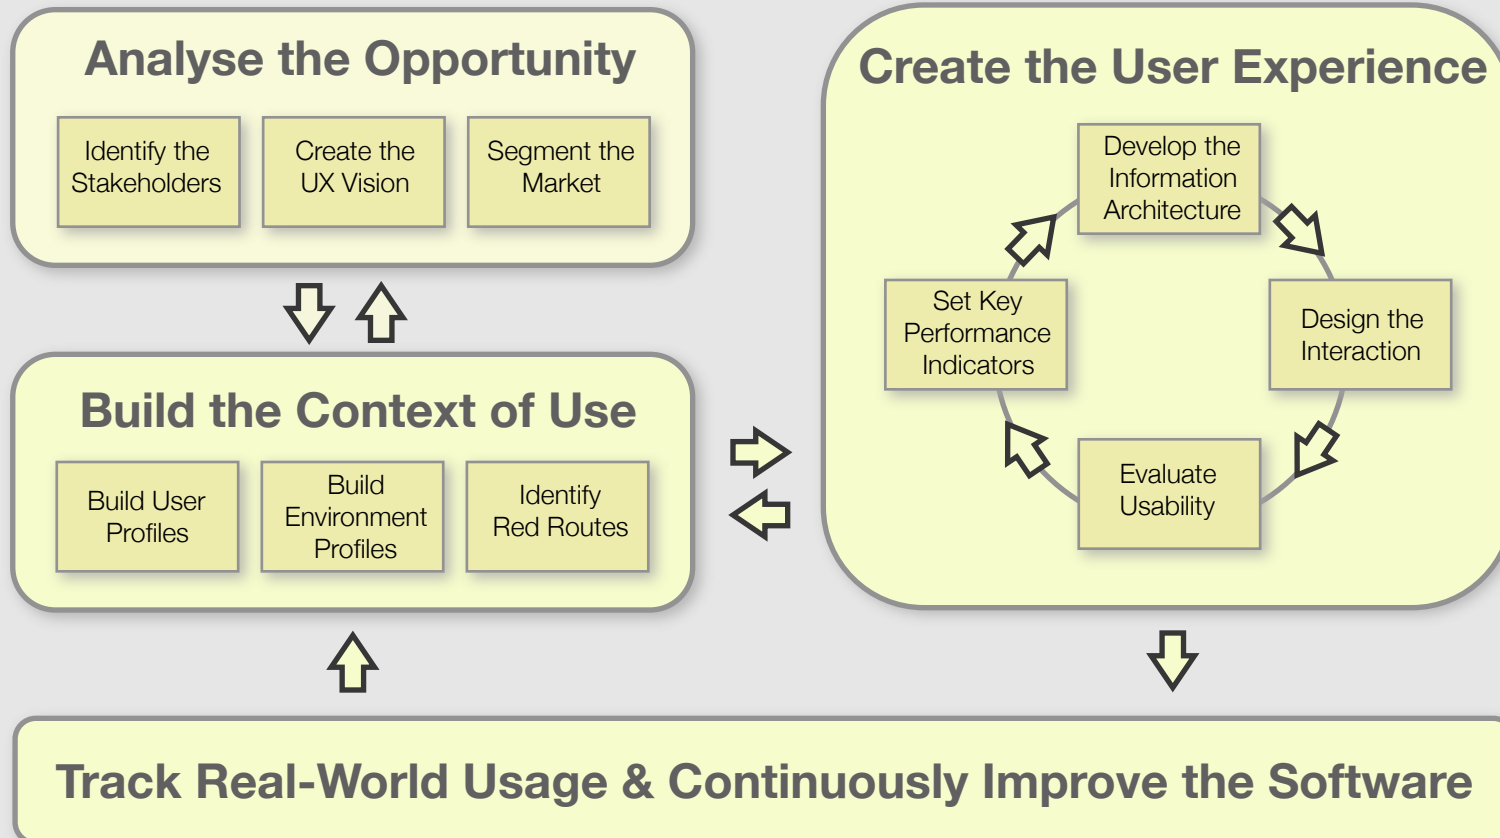 Analyse the Opportunity
Identify the
Stakeholders
Create the
UX Vision
Segment the
Market
Build the Context of Use
Build User
Profiles
Build
Environment
Profiles
Identify
Red Routes
Create the User Experience
Develop the
Information
Architecture
Design the
Interaction
Evaluate
Usability
Set Key
Performance
Indicators
Track Real-World Usage & Continuously Improve the Software